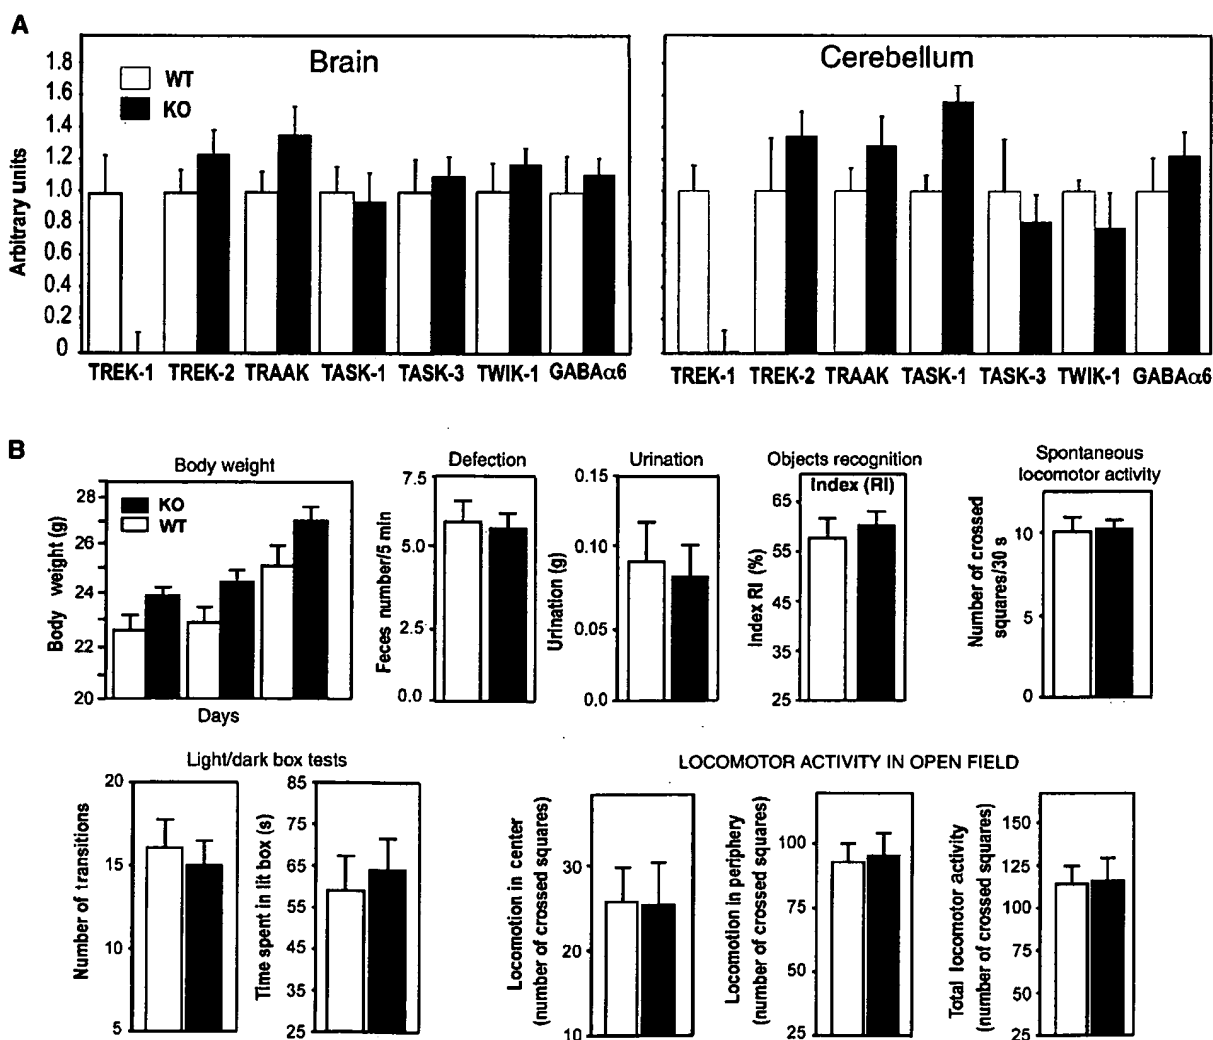 A
Brain
WT
KO
Arbitrary units
1.8
1.6
1.4
1.2
1.0
0.8
0.6
0.4
0.2
0
TREK-1 TREK-2 TRAAK TASK-1 TASK-3 TWIK-1 GABAα6
Cerebellum
TREK-1 TREK-2 TRAAK TASK-1 TASK-3 TWIK-1 GABAα6
B
Body weight
KO
WT
Body weight (g)
28
26
24
22
20
Days
Defection
Feces number/5 min
7.5
5.0
2.5
0.0
Urination
Urination (g)
0.15
0.10
0.05
0.0
Objects recognition
Index (RI)
Index RI (%)
65
55
45
35
25
Spontaneous
locomotor activity
Number of crossed
squares/30 s
10
5
0
Light/dark box tests
Number of transitions
20
15
10
5
Time spent in lit box (s)
85
75
65
55
45
35
25
LOCOMOTOR ACTIVITY IN OPEN FIELD
Locomotion in center
(number of crossed squares)
30
20
10
Locomotion in periphery
(number of crossed squares)
100
75
50
25
Total locomotor activity
(number of crossed squares)
150
125
100
75
50
25